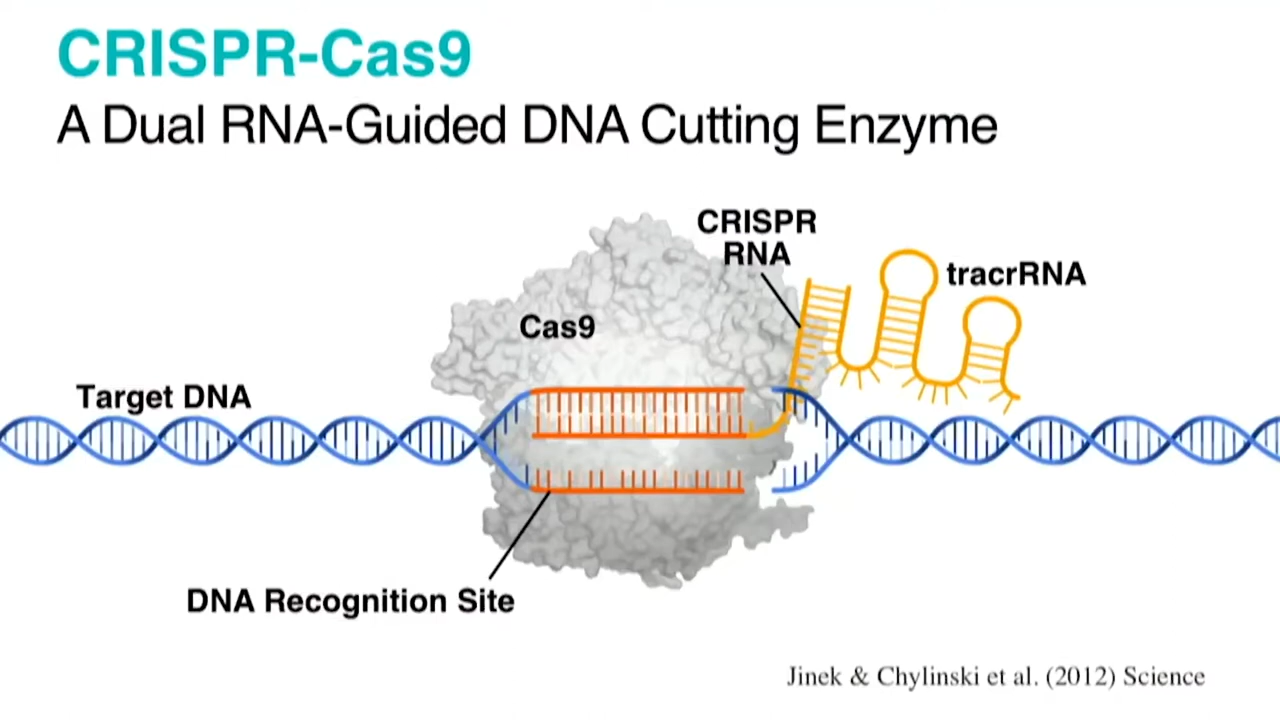 CRISPR-Cas9
A Dual RNA-Guided DNA Cutting Enzyme
CRISPR
RNA
tracrRNA
Cas9
Target DNA
DNA Recognition Site
Jinek & Chylinski et al. (2012) Science